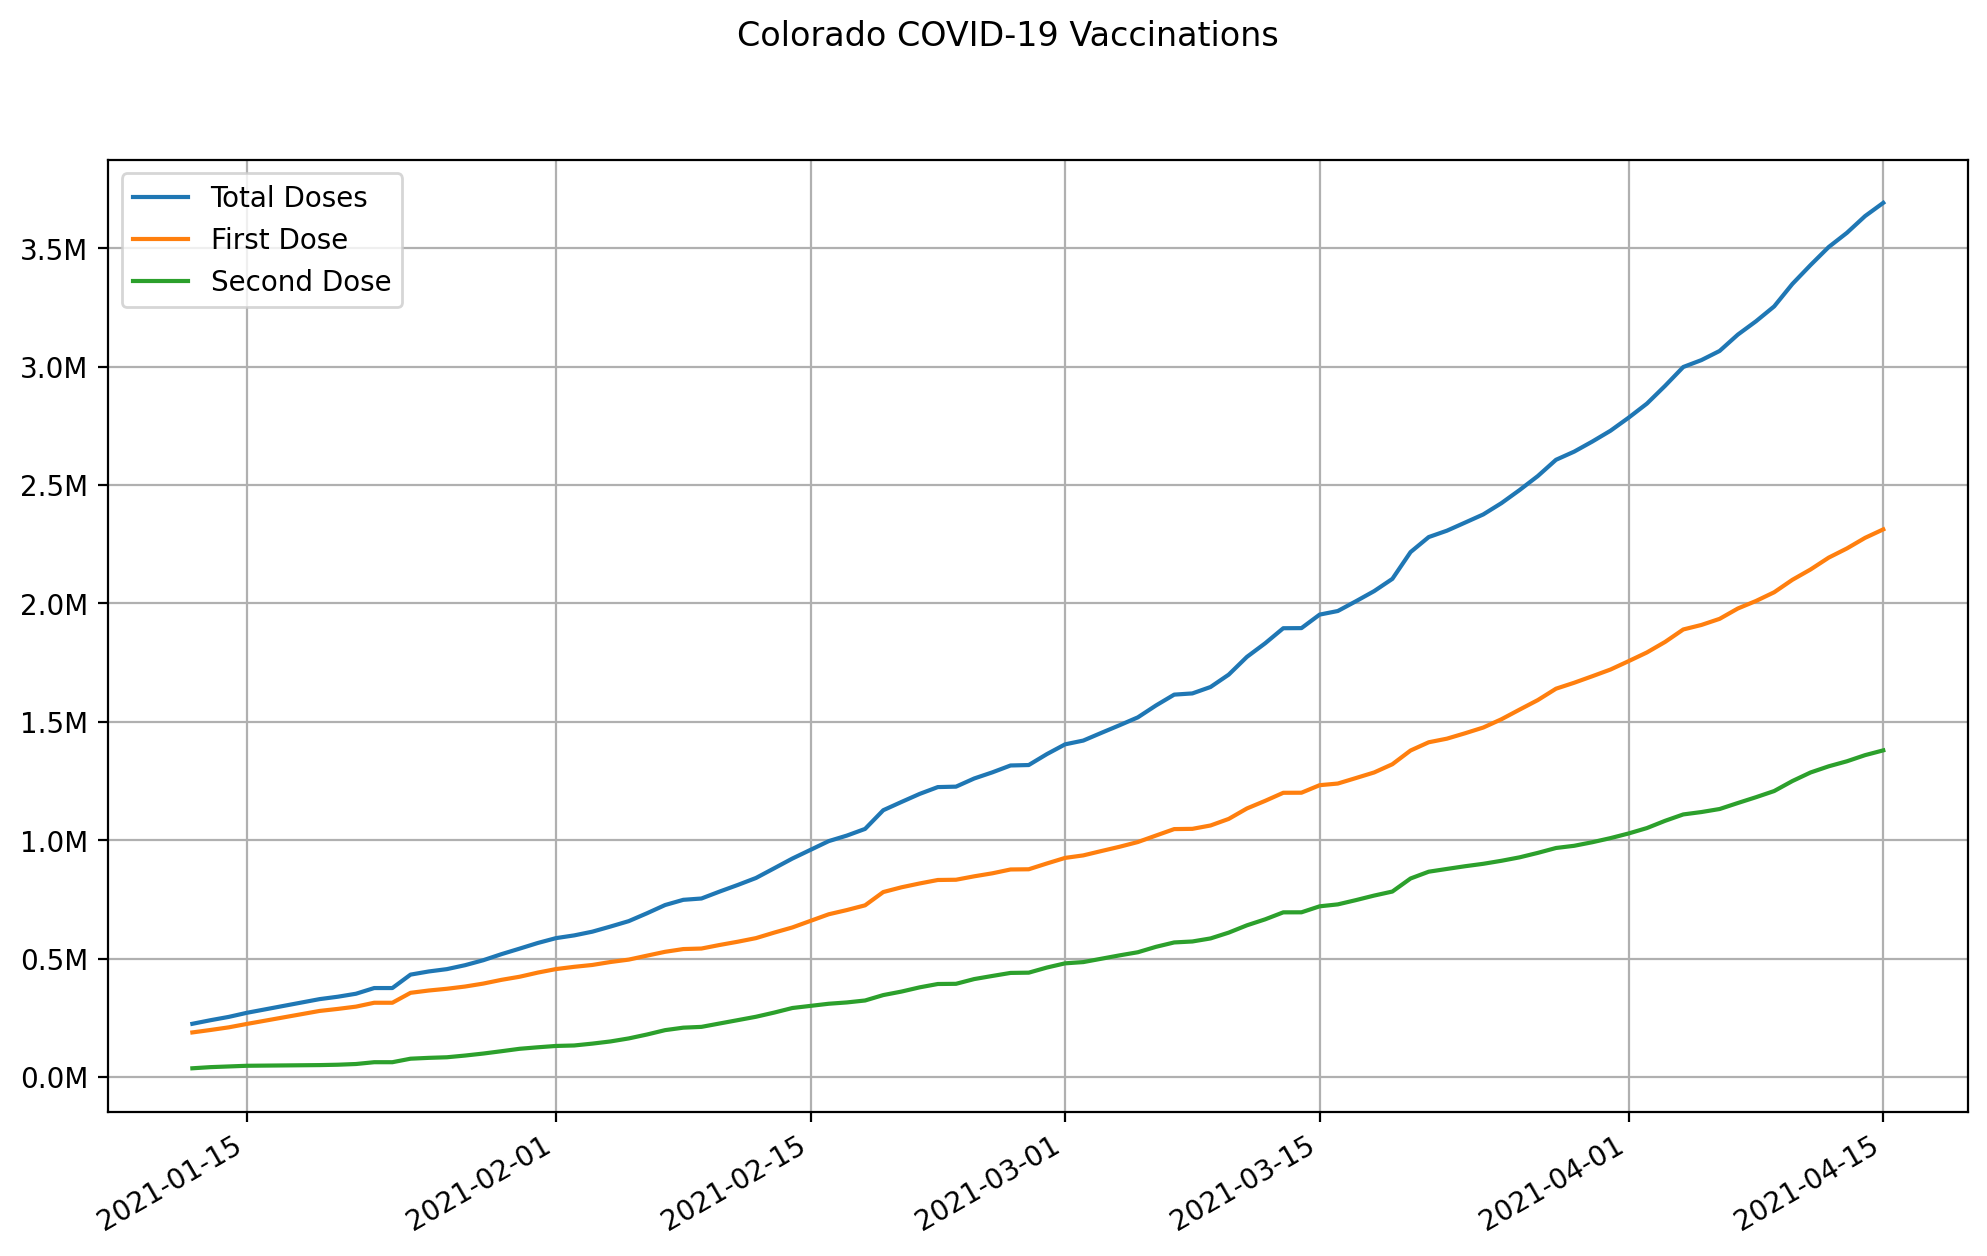 Colorado COVID-19 Vaccinations
Total Doses
First Dose
Second Dose
3.5M
3.0M
2.5M
2.0M
1.5M
1.0M
0.5M
0.0M
2021-01-15
2021-02-01
2021-02-15
2021-03-01
2021-03-15
2021-04-01
2021-04-15